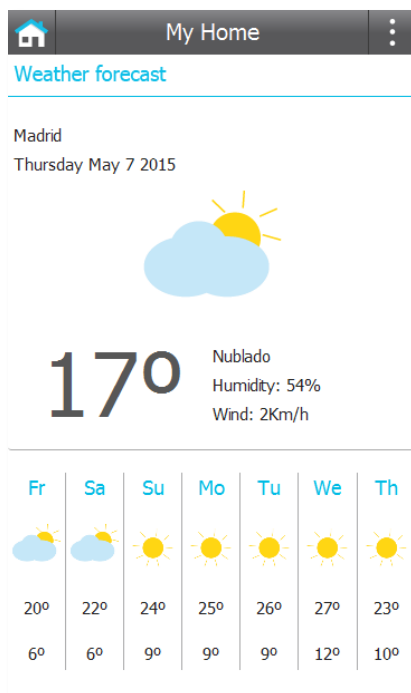 My Home
Weather forecast
Madrid
Thursday May 7 2015
17º
Nublado
Humidity: 54%
Wind: 2Km/h
Fr Sa Su Mo Tu We Th
20º 22º 24º 25º 26º 27º 23º
6º 6º 9º 9º 9º 12º 10º